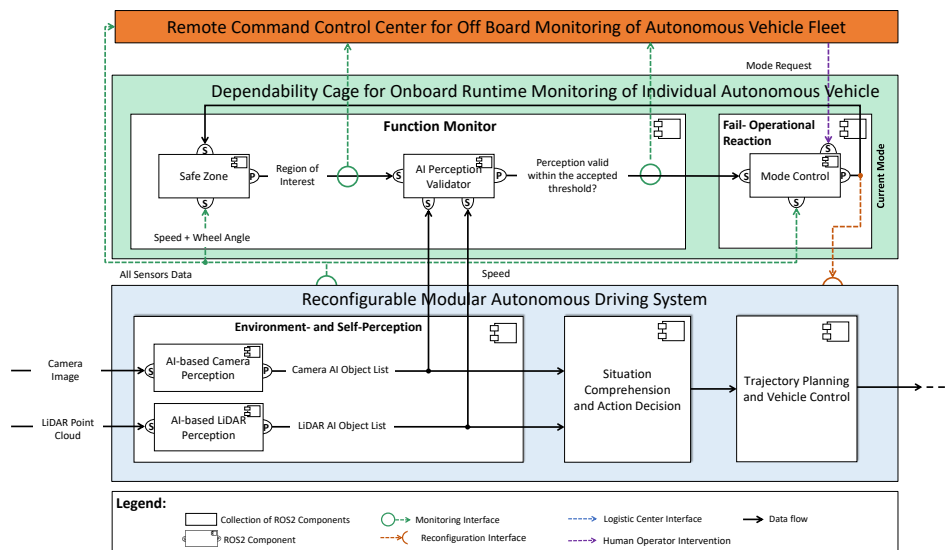 Remote Command Control Center for Off Board Monitoring of Autonomous Vehicle Fleet
Mode Request
Dependability Cage for Onboard Runtime Monitoring of Individual Autonomous Vehicle
Function Monitor
Fail- Operational
Reaction
S
S
Safe Zone
P
Region of
Interest
S
AI Perception
Validator
P
Perception valid
within the accepted
threshold?
S
Mode Control
P
Current Mode
S
S
S
S
Speed + Wheel Angle
All Sensors Data
Speed
Reconfigurable Modular Autonomous Driving System
Environment- and Self-Perception
Camera
Image
S
AI-based Camera
Perception
P
Camera AI Object List
Situation
Comprehension
and Action Decision
Trajectory Planning
and Vehicle Control
LiDAR Point
Cloud
S
AI-based LiDAR
Perception
P
LiDAR AI Object List
Legend:
Collection of ROS2 Components
Monitoring Interface
Logistic Center Interface
Data flow
ROS2 Component
Reconfiguration Interface
Human Operator Intervention